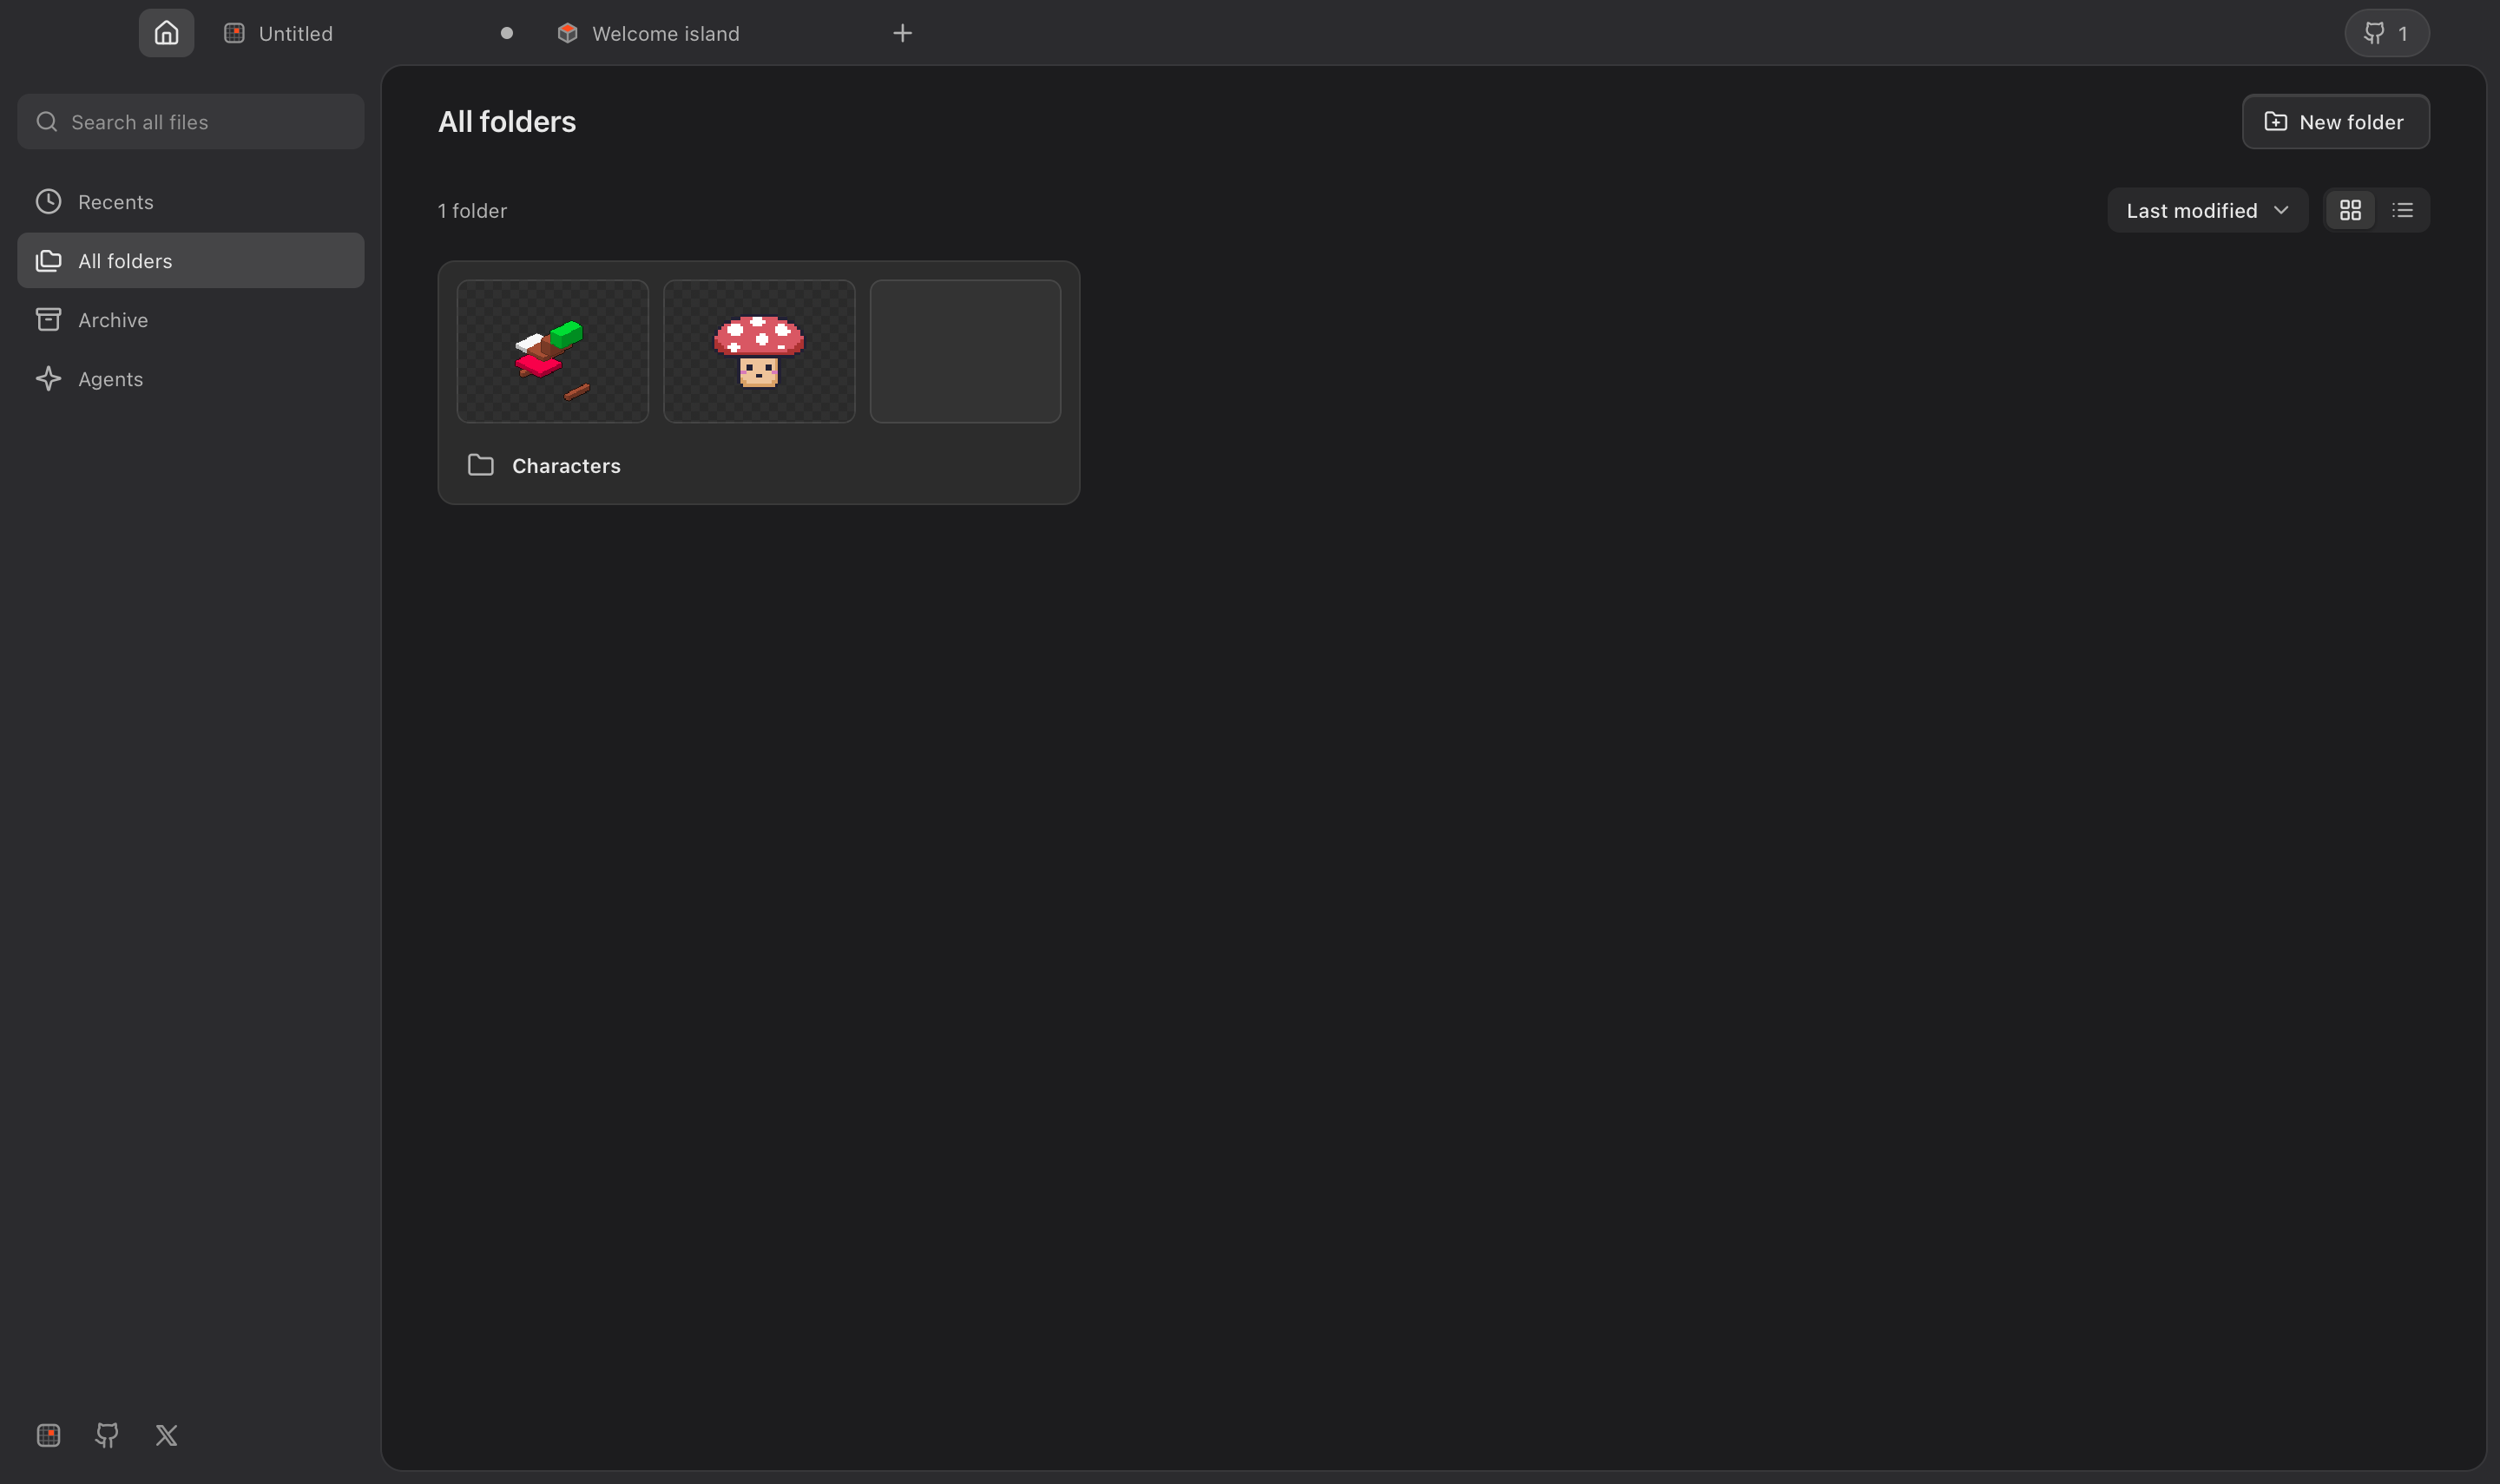 Untitled
Welcome island
1
Search all files
Recents
All folders
Archive
Agents
All folders
New folder
1 folder
Last modified
Characters